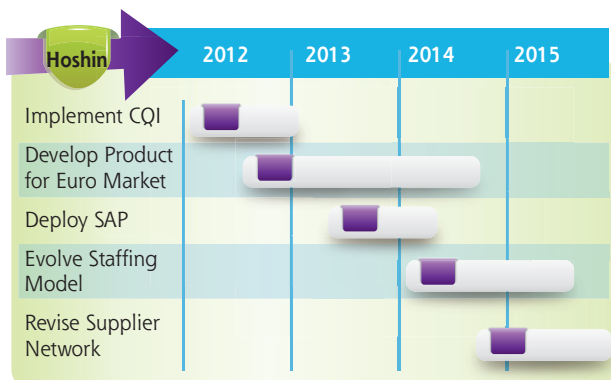 Hoshin 2012 2013 2014 2015
Implement CQI
Develop Product
for Euro Market
Deploy SAP
Evolve Staffing
Model
Revise Supplier
Network